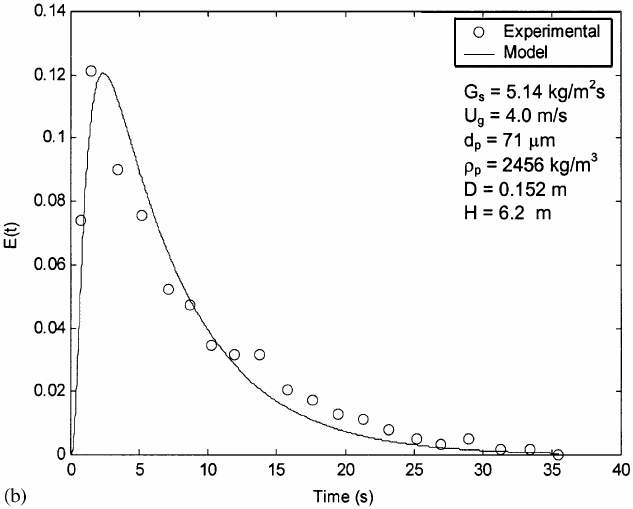 0.14
0.12
0.1
0.08
0.06
0.04
0.02
0
E(t)
Experimental
Model
Gs = 5.14 kg/m²s
Ug = 4.0 m/s
dp = 71 μm
ρp = 2456 kg/m³
D = 0.152 m
H = 6.2 m
0 5 10 15 20 25 30 35 40
Time (s)
(b)